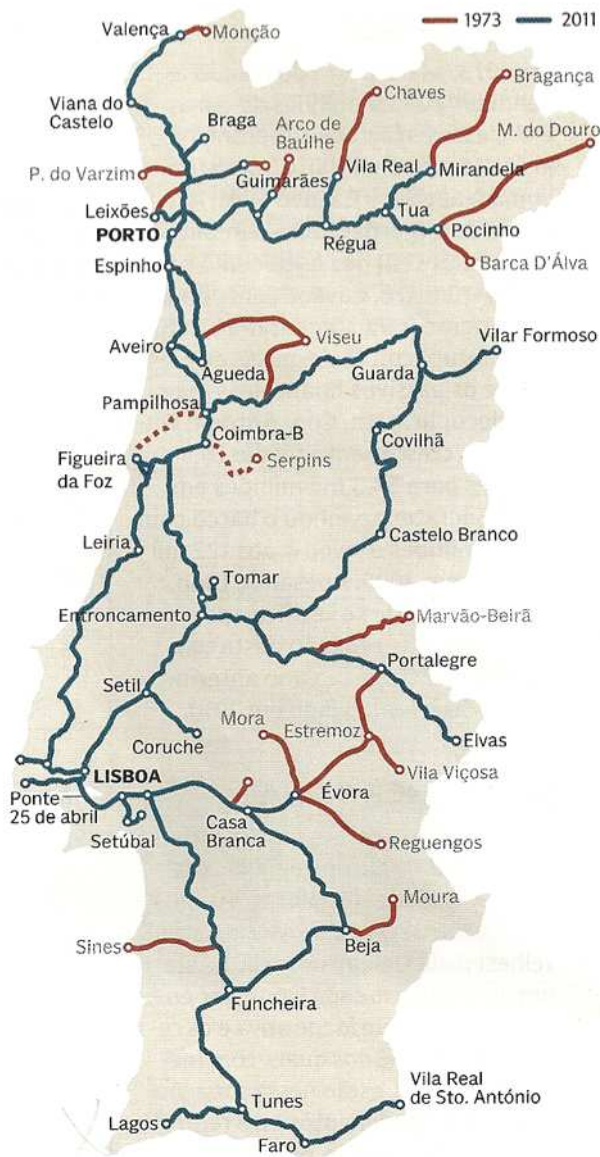 1973 2011
Valença
Monção
Bragança
Chaves
Viana do
Castelo
Braga
Arco de
Baúlhe
M. do Douro
P. do Varzim
Guimarães
Vila Real
Mirandela
Leixões
Tua
Pocinho
PORTO
Régua
Barca D'Álva
Espinho
Aveiro
Viseu
Vilar Formoso
Agueda
Guarda
Pampilhosa
Coimbra-B
Covilhã
Figueira
da Foz
Serpins
Leiria
Castelo Branco
Tomar
Entroncamento
Marvão-Beirã
Portalegre
Setil
Mora
Estremoz
Coruche
Elvas
LISBOA
Vila Viçosa
Ponte
25 de abril
Évora
Casa
Branca
Setúbal
Reguengos
Moura
Sines
Beja
Funcheira
Vila Real
de Sto. António
Tunes
Lagos
Faro